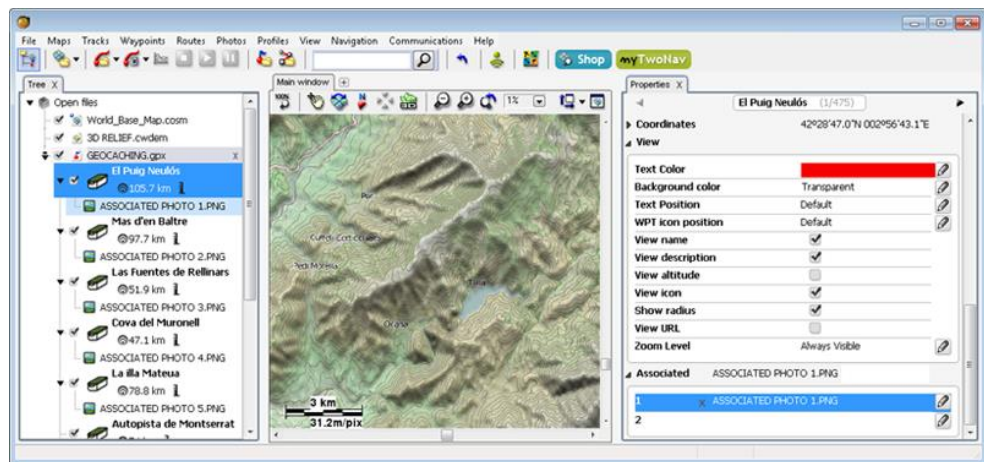 File Maps Tracks Waypoints Routes Photos Profiles View Navigation Communications Help
Shop
myTwoNav
Tree X
Open files
World_Base_Map.cosm
3D RELIEF.cwdem
GEOCACHING.gpx x
El Puig Neulós
105.7 km
ASSOCIATED PHOTO 1.PNG
Mas d'en Baltre
97.7 km
ASSOCIATED PHOTO 2.PNG
Las Fuentes de Rellinars
51.9 km
ASSOCIATED PHOTO 3.PNG
Cova del Muronell
47.1 km
ASSOCIATED PHOTO 4.PNG
La illa Mateua
78.8 km
ASSOCIATED PHOTO 5.PNG
Autopista de Montserrat
Main window
100%
1%
Tiana
Ocaña
3 km
31.2m/pix
Properties X
El Puig Neulós (1/475)
Coordinates 42º28'47.0"N 002º56'43.1"E
View
Text Color
Background color Transparent
Text Position Default
WPT icon position Default
View name
View description
View altitude
View icon
Show radius
View URL
Zoom Level Always Visible
Associated ASSOCIATED PHOTO 1.PNG
1 x ASSOCIATED PHOTO 1.PNG
2